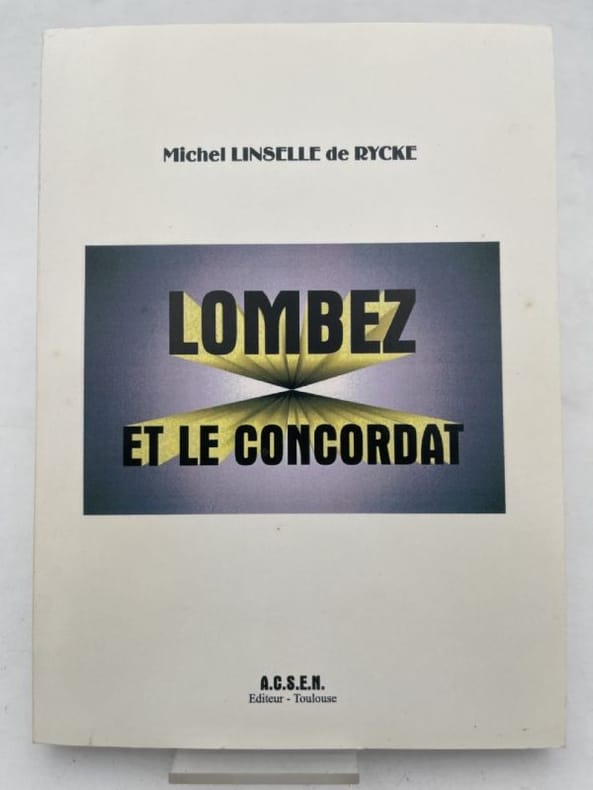 Michel LINSELLE de RYCKE
LOMBEZ
ET LE CONCORDAT
A.C.S.E.N.
Editeur - Toulouse